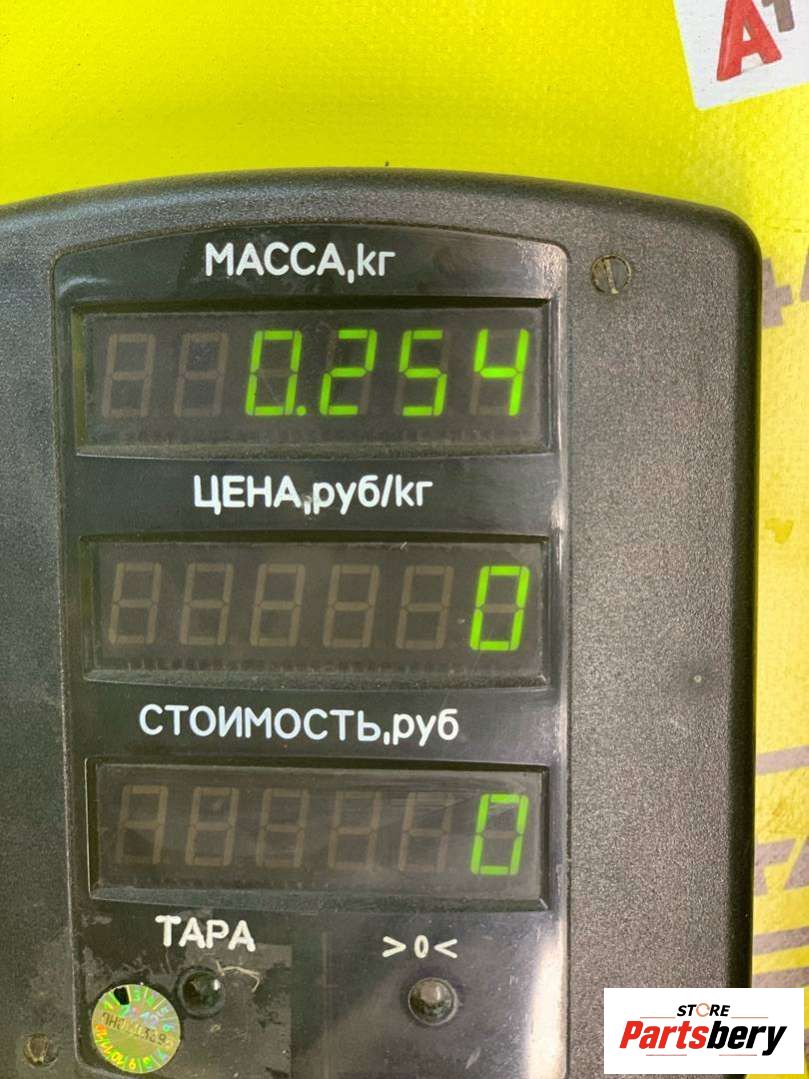 МАССА,кг
0.254
ЦЕНА,руб/кг
0
СТОИМОСТЬ,руб
0
ТАРА
>0<
STORE
Partsbery